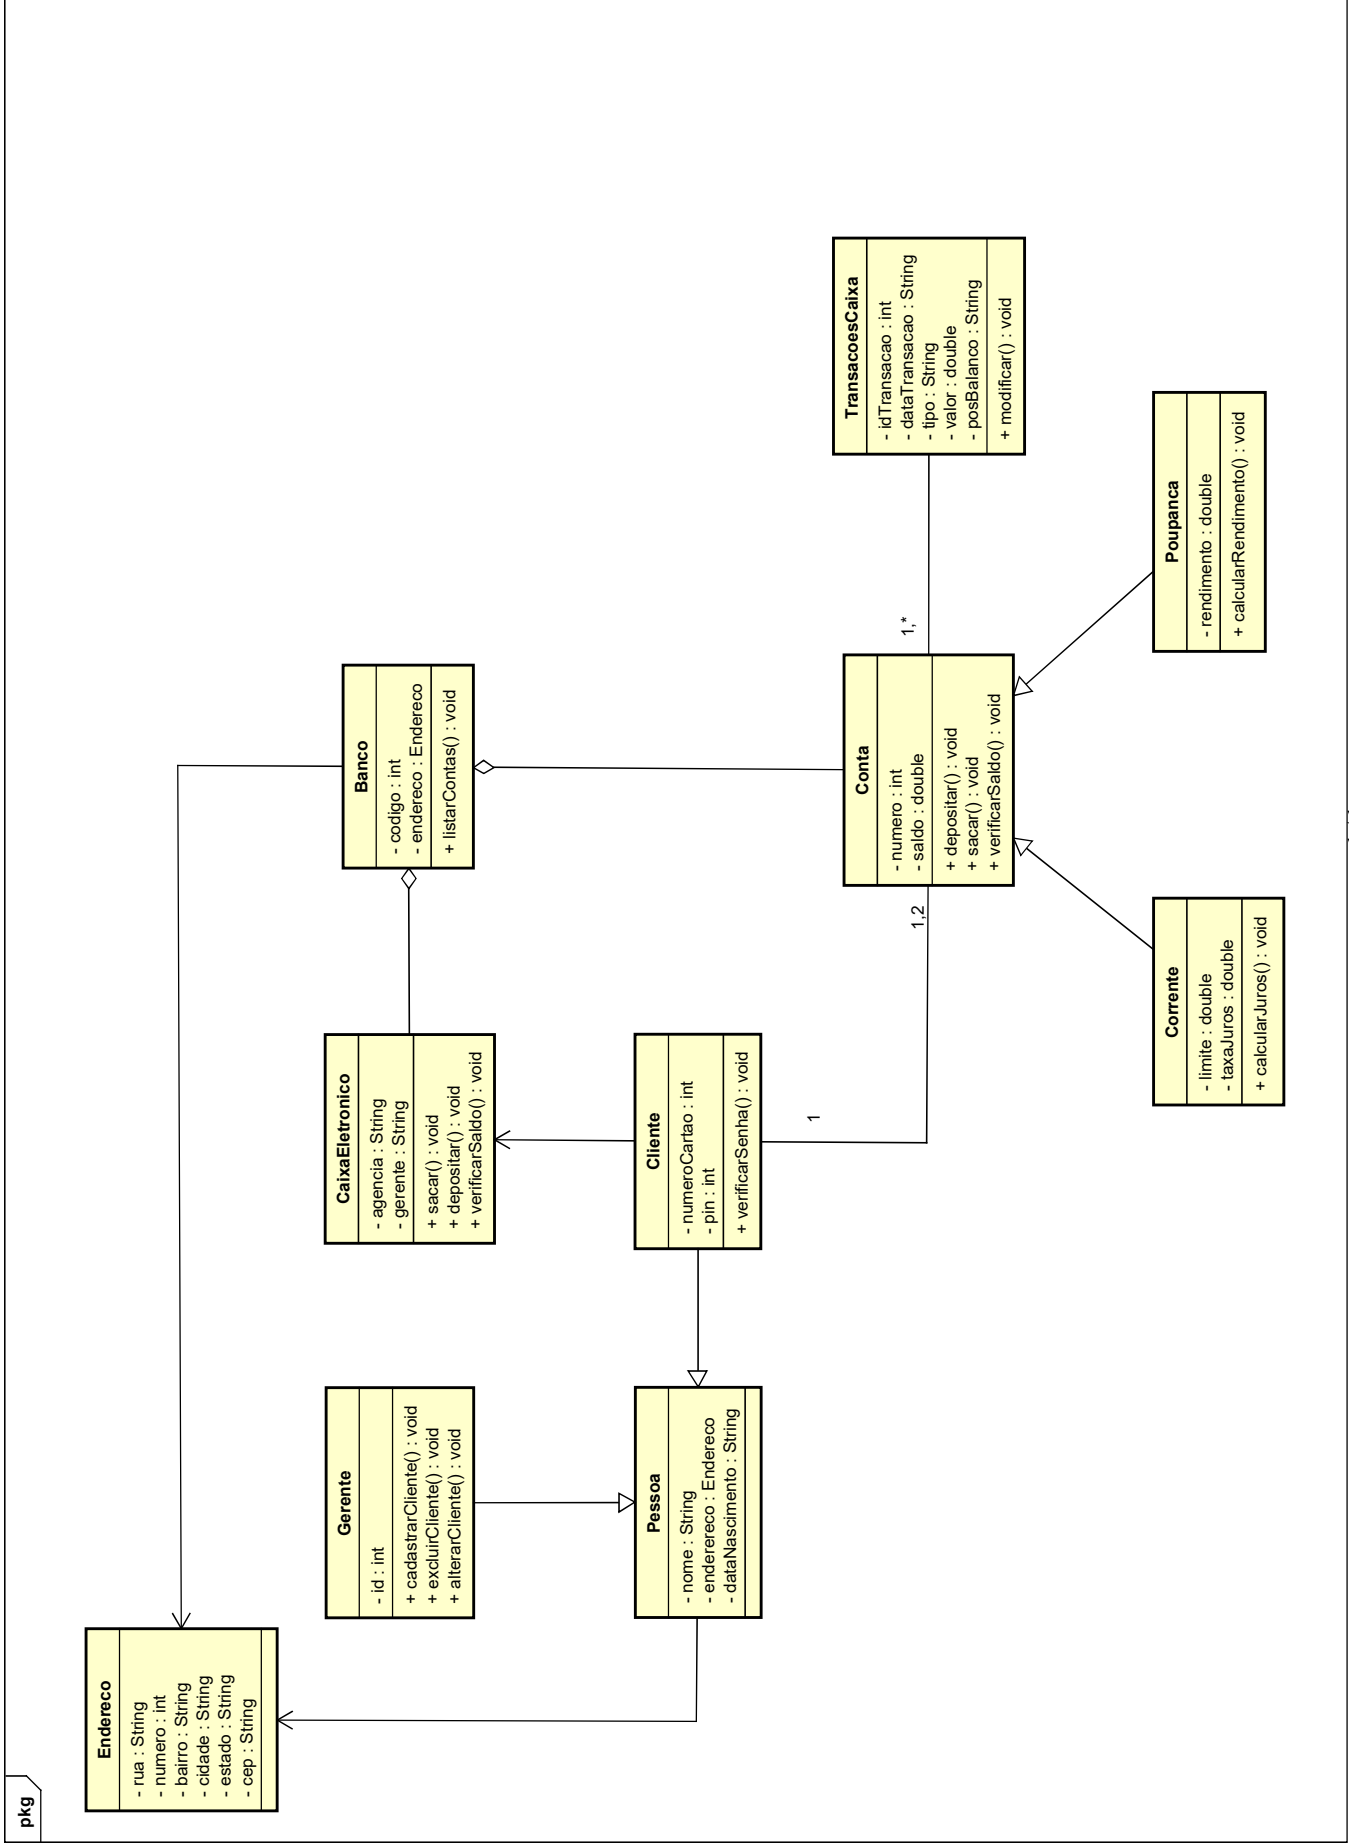 pkg
Endereco
- rua : String
- numero : int
- bairro : String
- cidade : String
- estado : String
- cep : String
Gerente
- id : int
+ cadastrarCliente() : void
+ excluirCliente() : void
+ alterarCliente() : void
CaixaEletronico
- agencia : String
- gerente : String
+ sacar() : void
+ depositar() : void
+ verificarSaldo() : void
Banco
- codigo : int
- endereco : Endereco
+ listarContas() : void
Pessoa
- nome : String
- enderereco : Endereco
- dataNascimento : String
Cliente
- numeroCartao : int
- pin : int
+ verificarSenha() : void
1
1,2
Conta
- numero : int
- saldo : double
+ depositar() : void
+ sacar() : void
+ verificarSaldo() : void
1,*
TransacoesCaixa
- idTransacao : int
- dataTransacao : String
- tipo : String
- valor : double
- posBalanco : String
+ modificar() : void
Corrente
- limite : double
- taxaJuros : double
+ calcularJuros() : void
Poupanca
- rendimento : double
+ calcularRendimento() : void